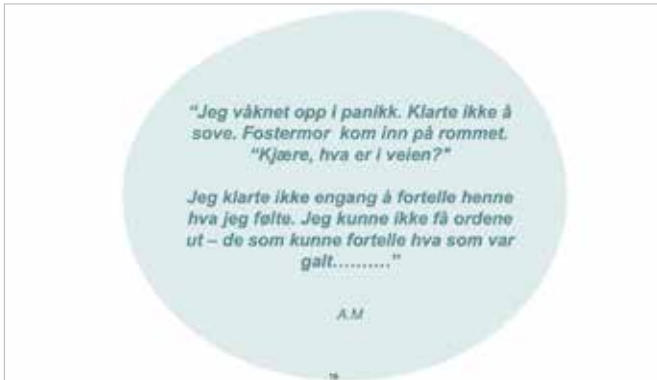 “Jeg våknet opp i panikk. Klarte ikke å
sove. Fostermor kom inn på rommet.
“Kjære, hva er i veien?”
Jeg klarte ikke engang å fortelle henne
hva jeg følte. Jeg kunne ikke få ordene
ut – de som kunne fortelle hva som var
galt……….”
A.M